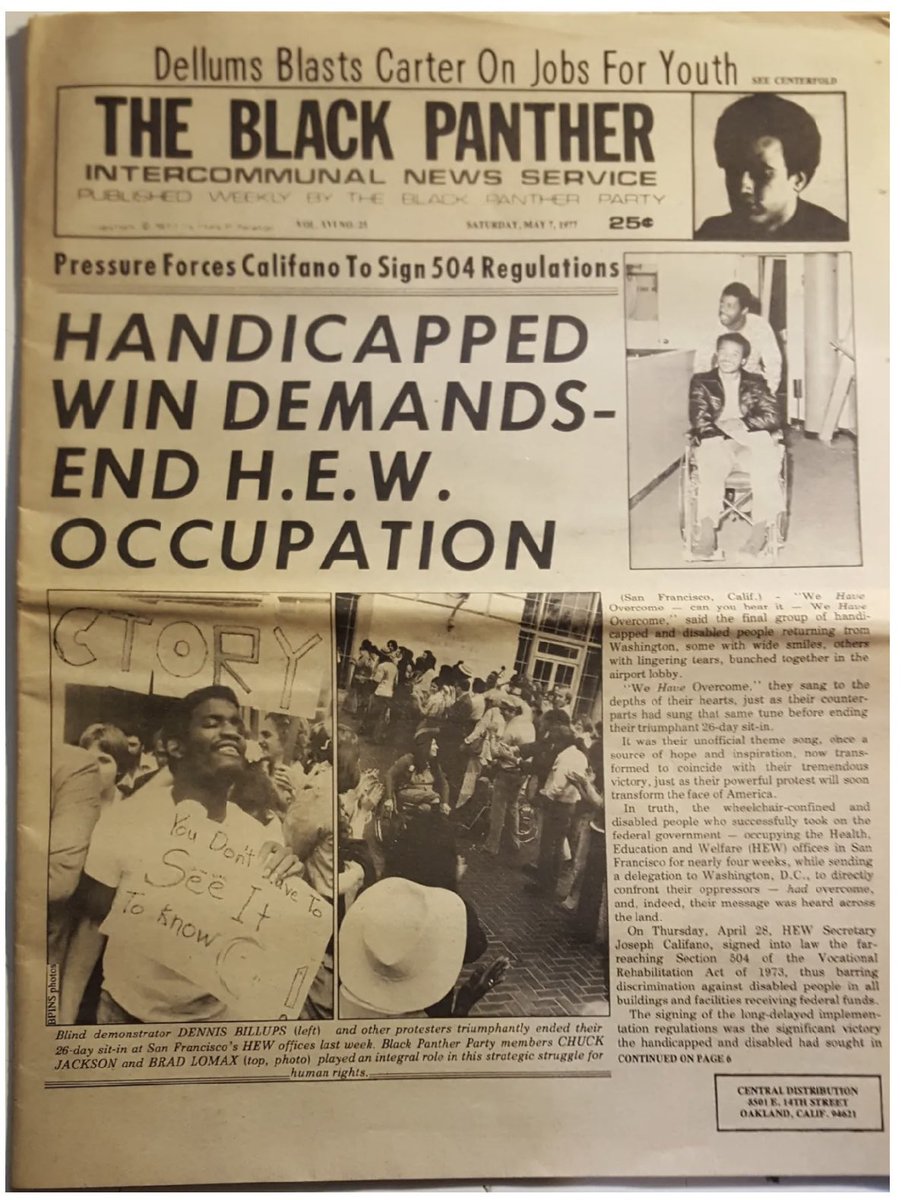 Dellums Blasts Carter On Jobs For Youth SEE CENTERFOLD
THE BLACK PANTHER
INTERCOMMUNAL NEWS SERVICE
PUBLISHED WEEKLY BY THE BLACK PANTHER PARTY
VOL. XVI NO. 25 SATURDAY, MAY 7, 1977 25¢
Pressure Forces Califano To Sign 504 Regulations
HANDICAPPED
WIN DEMANDS-
END H.E.W.
OCCUPATION
CTORY
You Don't Have To
See It
To Know
!
BPINS photos
Blind demonstrator DENNIS BILLUPS (left) and other protesters triumphantly ended their
26-day sit-in at San Francisco's HEW offices last week. Black Panther Party members CHUCK
JACKSON and BRAD LOMAX (top, photo) played an integral role in this strategic struggle for
human rights.
(San Francisco, Calif.) - "We Have
Overcome — can you hear it — We Have
Overcome," said the final group of handi-
capped and disabled people returning from
Washington, some with wide smiles, others
with lingering tears, bunched together in the
airport lobby.
"We Have Overcome," they sang to the
depths of their hearts, just as their counter-
parts had sung that same tune before ending
their triumphant 26-day sit-in.
It was their unofficial theme song, once a
source of hope and inspiration, now trans-
formed to coincide with their tremendous
victory, just as their powerful protest will soon
transform the face of America.
In truth, the wheelchair-confined and
disabled people who successfully took on the
federal government — occupying the Health,
Education and Welfare (HEW) offices in San
Francisco for nearly four weeks, while sending
a delegation to Washington, D.C., to directly
confront their oppressors — had overcome,
and, indeed, their message was heard across
the land.
On Thursday, April 28, HEW Secretary
Joseph Califano, signed into law the far-
reaching Section 504 of the Vocational
Rehabilitation Act of 1973, thus barring
discrimination against disabled people in all
buildings and facilities receiving federal funds.
The signing of the long-delayed implemen-
tation regulations was the significant victory
the handicapped and disabled had sought in
CONTINUED ON PAGE 6
CENTRAL DISTRIBUTION
8501 E. 14TH STREET
OAKLAND, CALIF. 94621